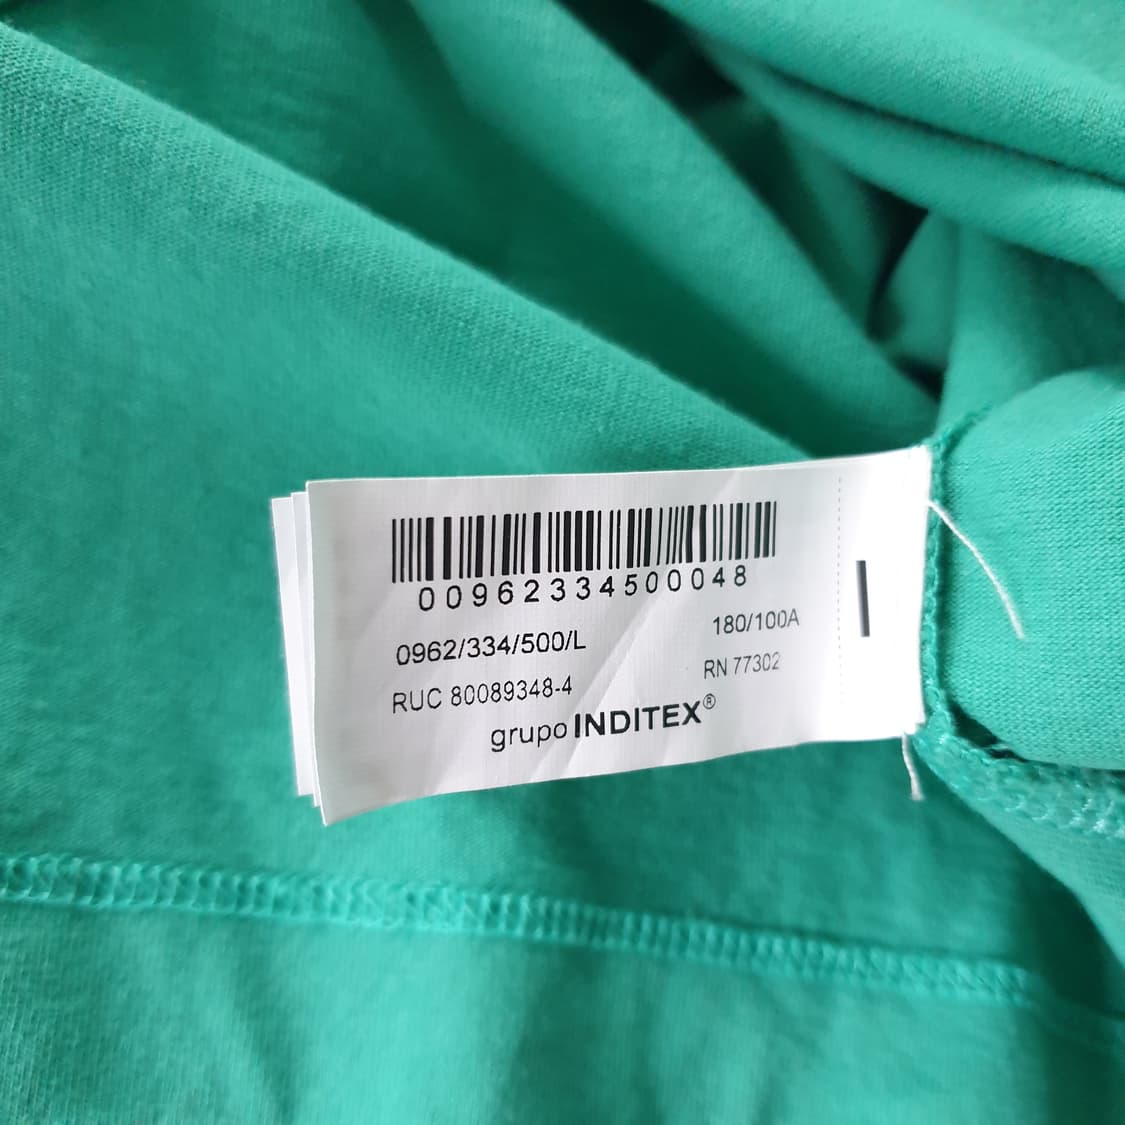 00962334500048
0962/334/500/L 180/100A
RUC 80089348-4 RN 77302
grupo INDITEX®